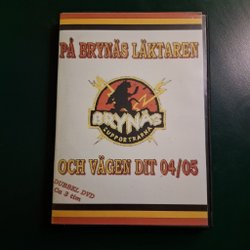 PÅ BRYNÄS LÄKTAREN
BRYNÄS
SUPPORTRARNA
OCH VÄGEN DIT 04/05
DUBBEL DVD
Ca 3 tim